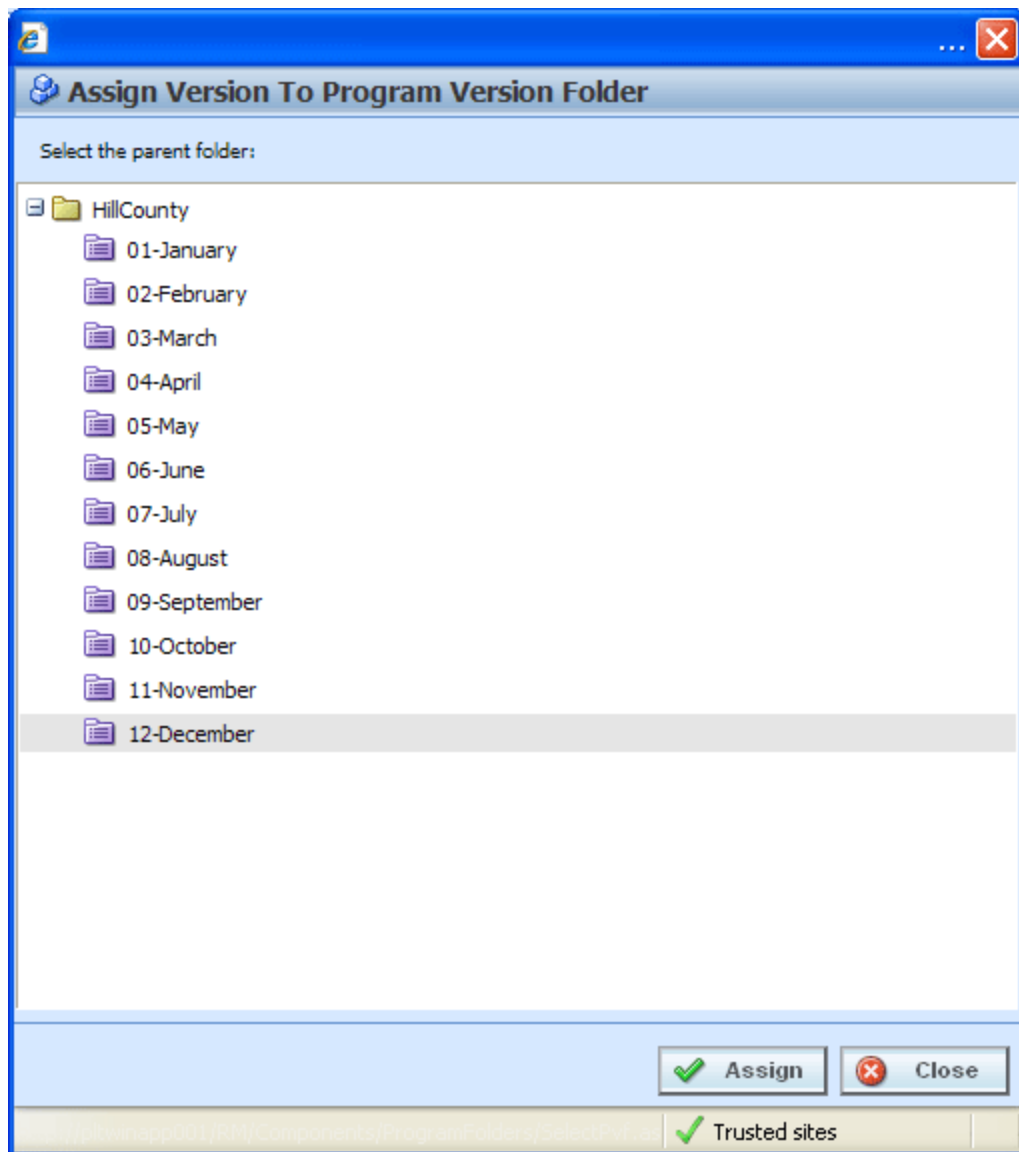 ...
Assign Version To Program Version Folder
Select the parent folder:
HillCounty
01-January
02-February
03-March
04-April
05-May
06-June
07-July
08-August
09-September
10-October
11-November
12-December
Assign Close
Trusted sites